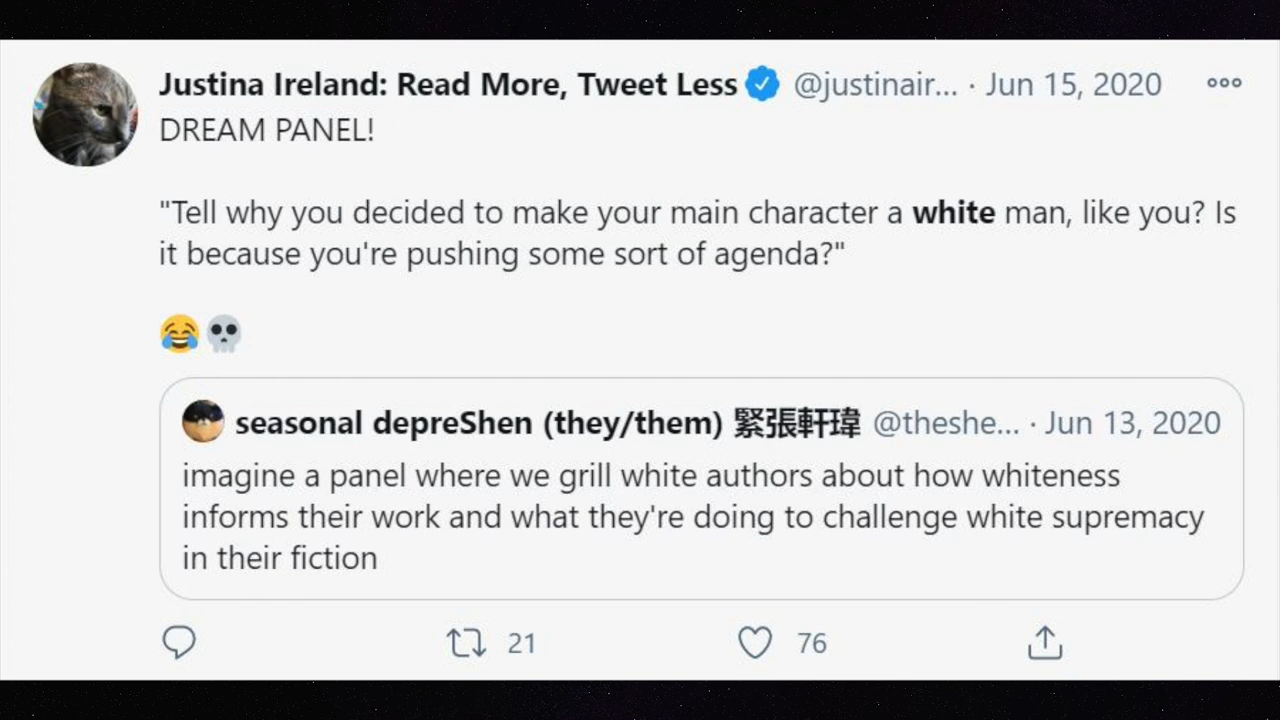 Justina Ireland: Read More, Tweet Less @justinair... · Jun 15, 2020
DREAM PANEL!
"Tell why you decided to make your main character a white man, like you? Is
it because you're pushing some sort of agenda?"
😂💀
seasonal depreShen (they/them) 緊張軒瑋 @theshe... · Jun 13, 2020
imagine a panel where we grill white authors about how whiteness
informs their work and what they're doing to challenge white supremacy
in their fiction
21 76